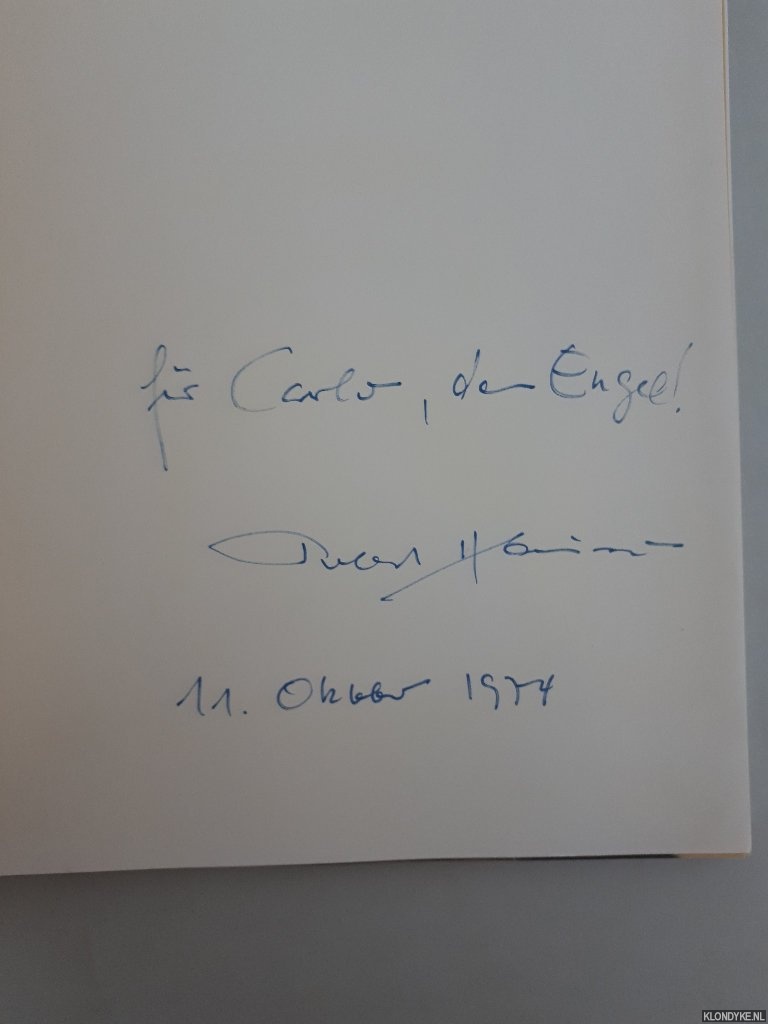 für Carlo, den Engel!
11. Oktober 1974
KLONDYKE.NL